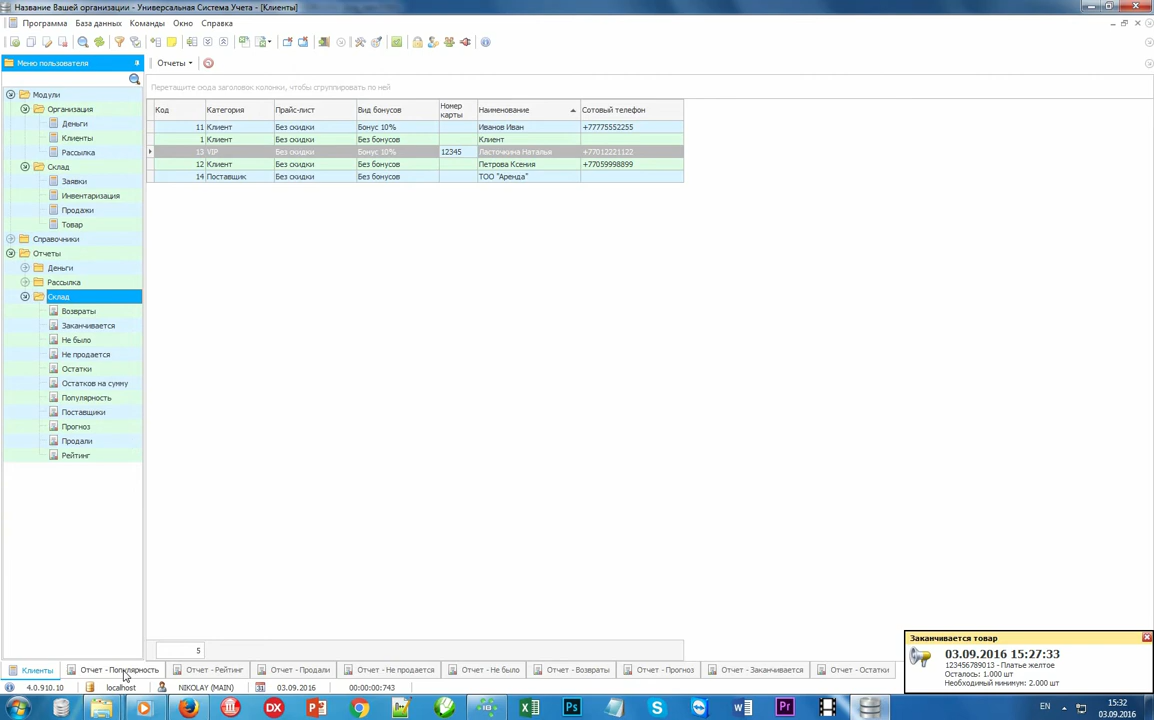 Название Вашей организации - Универсальная Система Учета - [Клиенты]
Программа База данных Команды Окно Справка
Меню пользователя
Отчеты
Перетащите сюда заголовок колонки, чтобы сгруппировать по ней
Модули
Организация
Деньги
Клиенты
Рассылка
Склад
Заявки
Инвентаризация
Продажи
Товар
Справочники
Отчеты
Деньги
Рассылка
Склад
Возвраты
Заканчивается
Не было
Не продается
Остатки
Остатков на сумму
Популярность
Поставщики
Прогноз
Продали
Рейтинг
Код Категория Прайс-лист Вид бонусов Номер карты Наименование Сотовый телефон
11 Клиент Без скидки Бонус 10% Иванов Иван +77775552255
1 Клиент Без скидки Без бонусов Клиент
13 VIP Без скидки Бонус 10% 12345 Ласточкина Наталья +77012221122
12 Клиент Без скидки Без бонусов Петрова Ксения +77059998899
14 Поставщик Без скидки Без бонусов ТОО "Аренда"
5
Заканчивается товар
03.09.2016 15:27:33
123456789013 - Платье желтое
Осталось: 1.000 шт
Необходимый минимум: 2.000 шт
Клиенты Отчет - Популярность Отчет - Рейтинг Отчет - Продали Отчет - Не продается Отчет - Не было Отчет - Возвраты Отчет - Прогноз Отчет - Заканчивается Отчет - Остатки
4.0.910.10 localhost NIKOLAY (MAIN) 03.09.2016 00:00:00:743
EN 15:32
03.09.2016